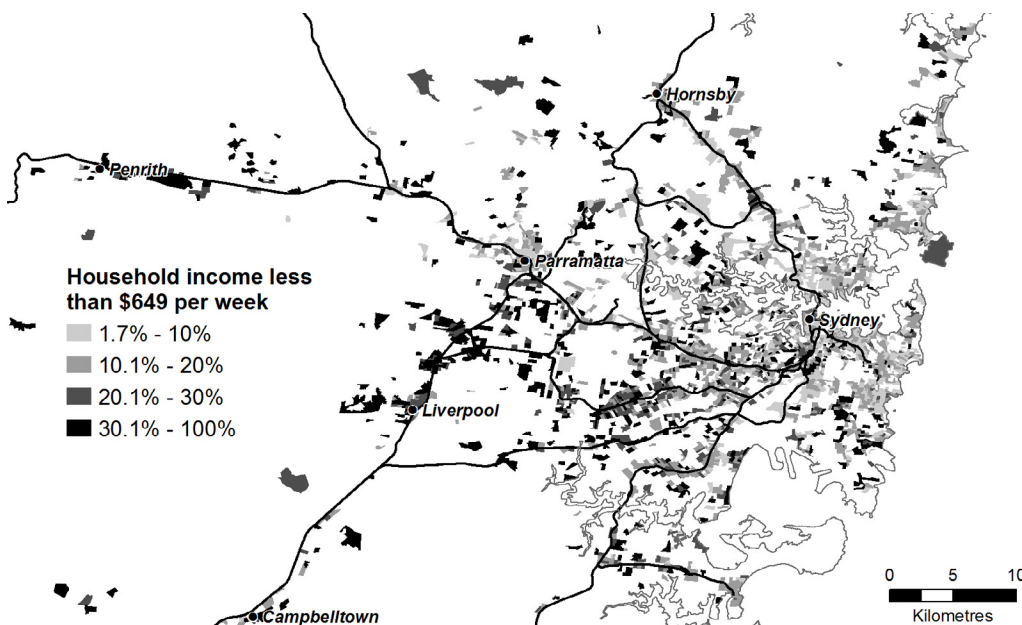 Hornsby
Penrith
Parramatta
Household income less
than $649 per week
1.7% - 10%
10.1% - 20%
20.1% - 30%
30.1% - 100%
Sydney
Liverpool
Campbelltown
0 5 10
Kilometres